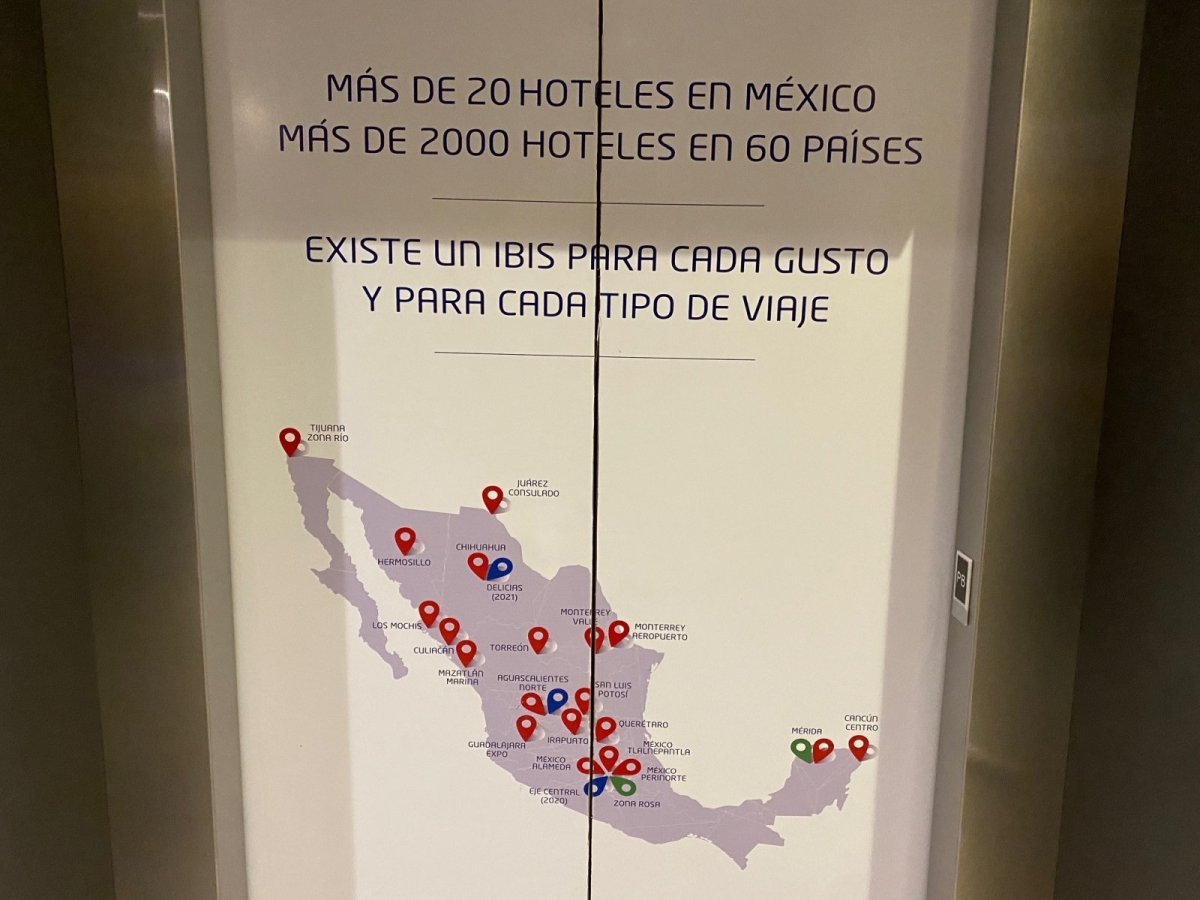 MÁS DE 20 HOTELES EN MÉXICO
MÁS DE 2000 HOTELES EN 60 PAÍSES
EXISTE UN IBIS PARA CADA GUSTO
Y PARA CADA TIPO DE VIAJE
TIJUANA
ZONA RÍO
JUÁREZ
CONSULADO
HERMOSILLO
CHIHUAHUA
DELICIAS
(2021)
LOS MOCHIS
CULIACÁN
MAZATLÁN
MARINA
TORREÓN
MONTERREY
VALLE
MONTERREY
AEROPUERTO
AGUASCALIENTES
NORTE
SAN LUIS
POTOSÍ
GUADALAJARA
EXPO
IRAPUATO
QUERÉTARO
MÉXICO
TLALNEPANTLA
MÉXICO
ALAMEDA
MÉXICO
PERINORTE
EJE CENTRAL
(2020)
ZONA ROSA
MÉRIDA
CANCÚN
CENTRO
PB